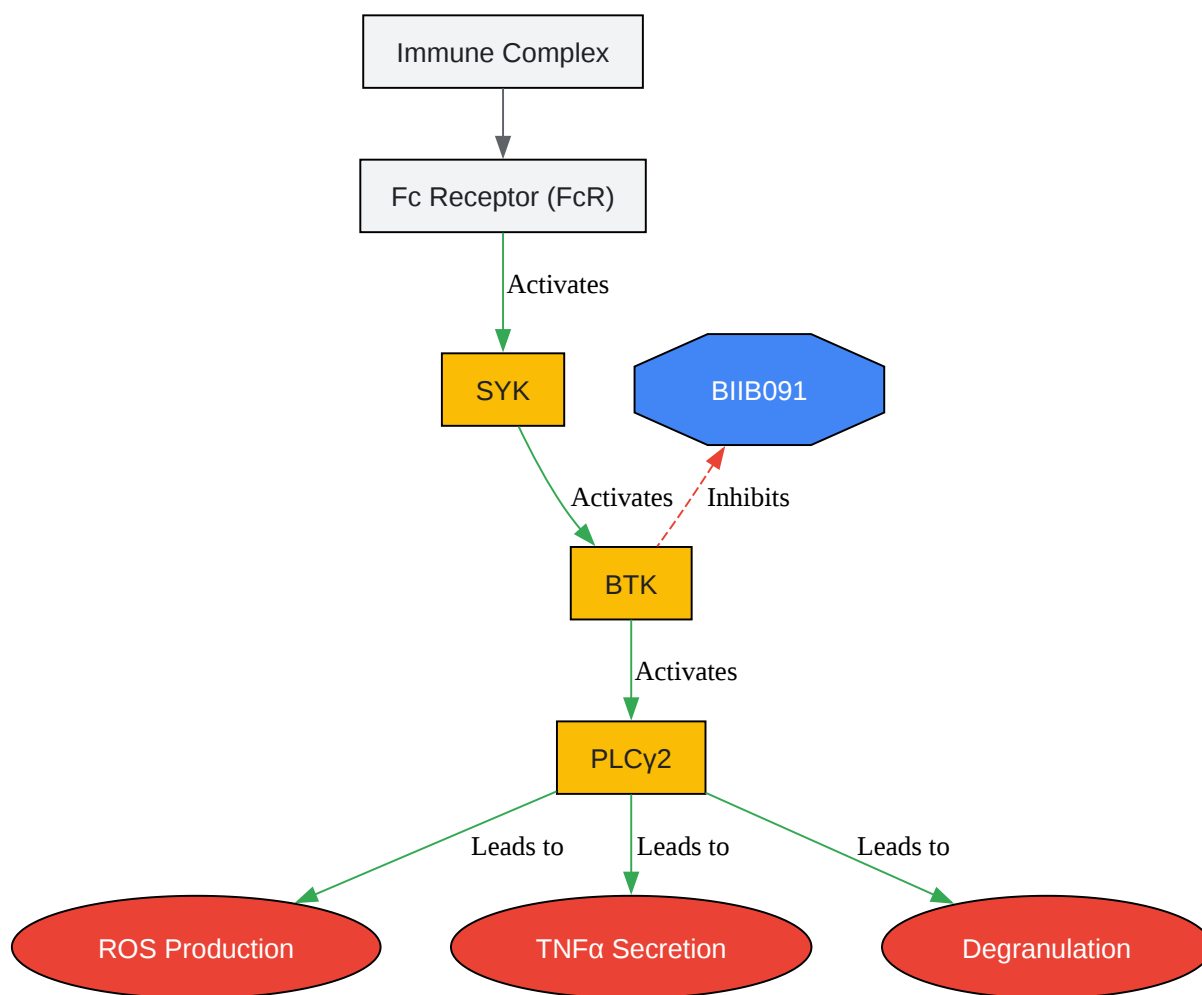 Immune Complex
Fc Receptor (FcR)
Activates
SYK
BIIB091
Activates
Inhibits
BTK
Activates
PLCγ2
Leads to
Leads to
Leads to
ROS Production
TNFα Secretion
Degranulation